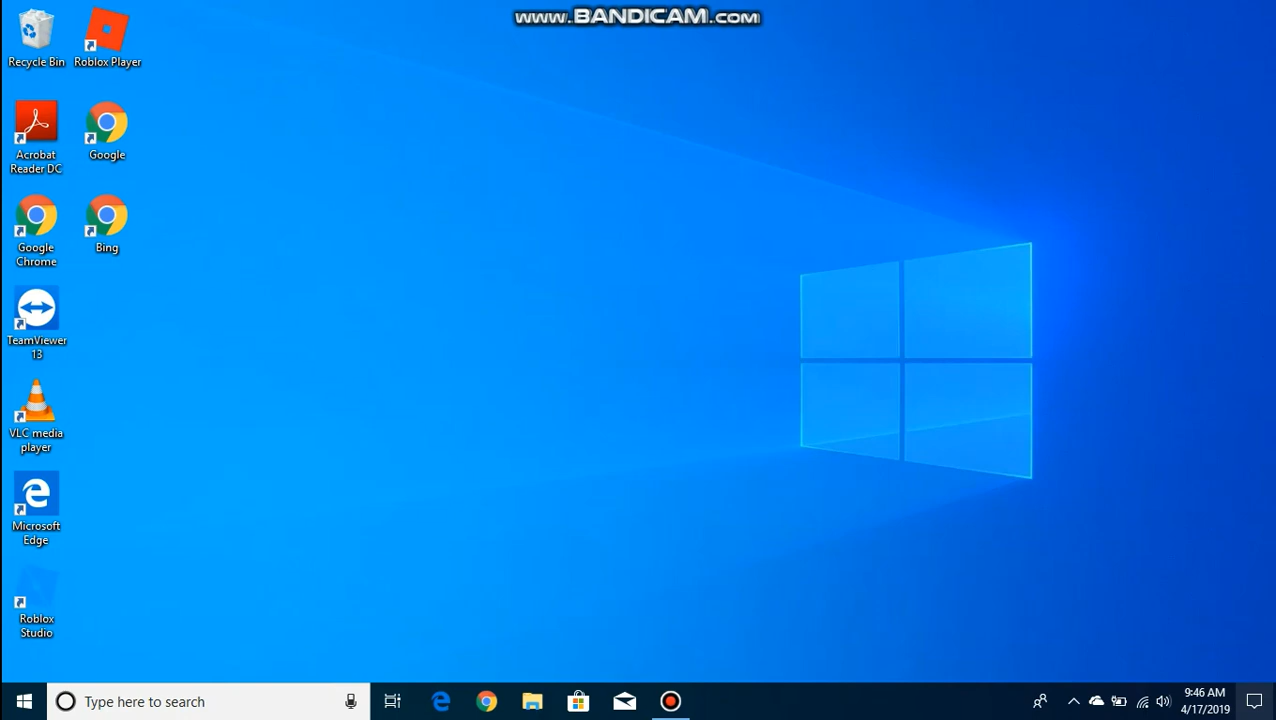 www.BANDICAM.com
Recycle Bin
Roblox Player
Acrobat
Reader DC
Google
Google
Chrome
Bing
TeamViewer
13
VLC media
player
Microsoft
Edge
Roblox
Studio
Type here to search
9:46 AM
4/17/2019